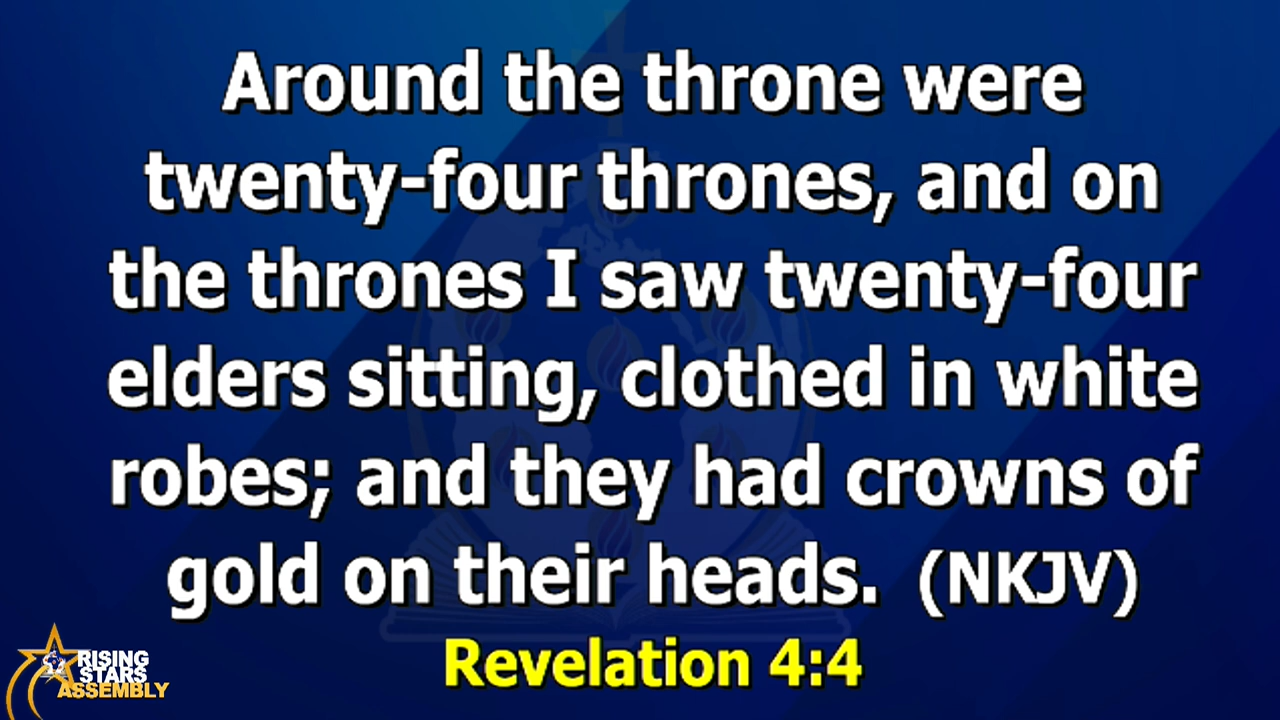 Around the throne were
twenty-four thrones, and on
the thrones I saw twenty-four
elders sitting, clothed in white
robes; and they had crowns of
gold on their heads. (NKJV)
Revelation 4:4
RISING
STARS
ASSEMBLY